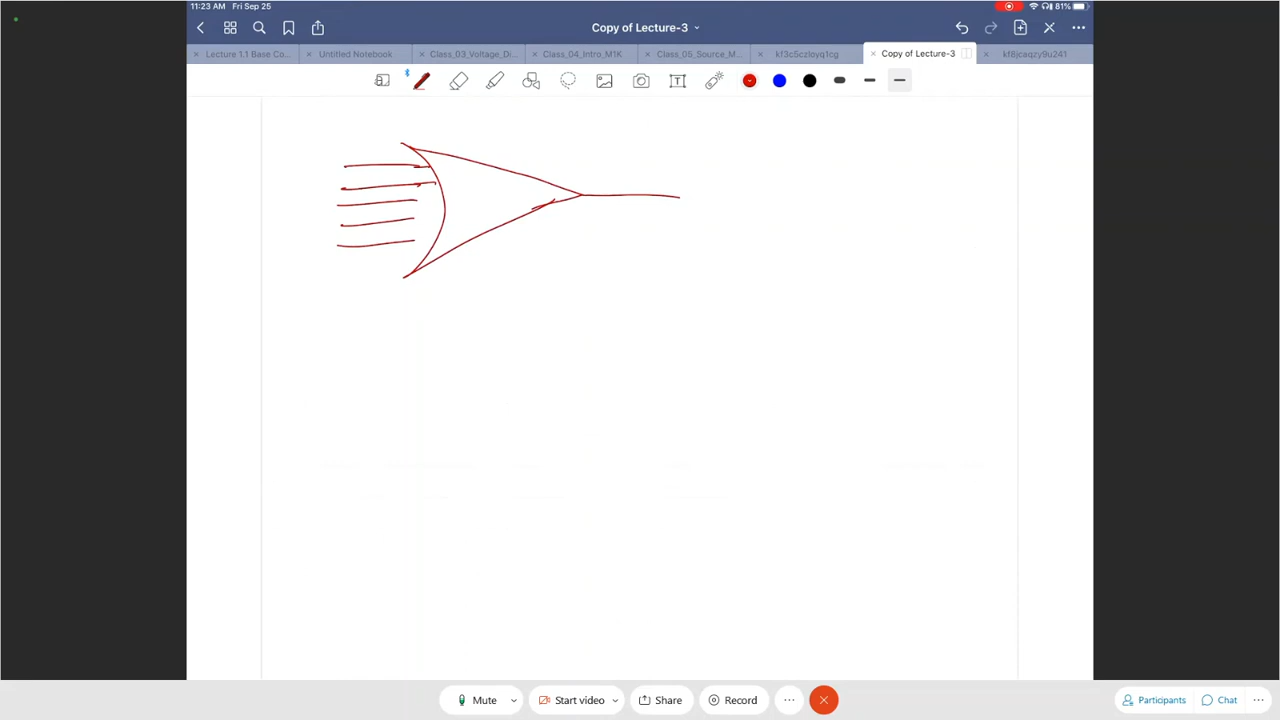 11:23 AM Fri Sep 25
81%
Copy of Lecture-3
Lecture 1.1 Base Co...
Untitled Notebook
Class_03_Voltage_Di...
Class_04_Intro_M1K
Class_05_Source_M...
kf3c5czloyq1cg
Copy of Lecture-3
kf8jcaqzy9u241
T
Mute
Start video
Share
Record
Participants
Chat